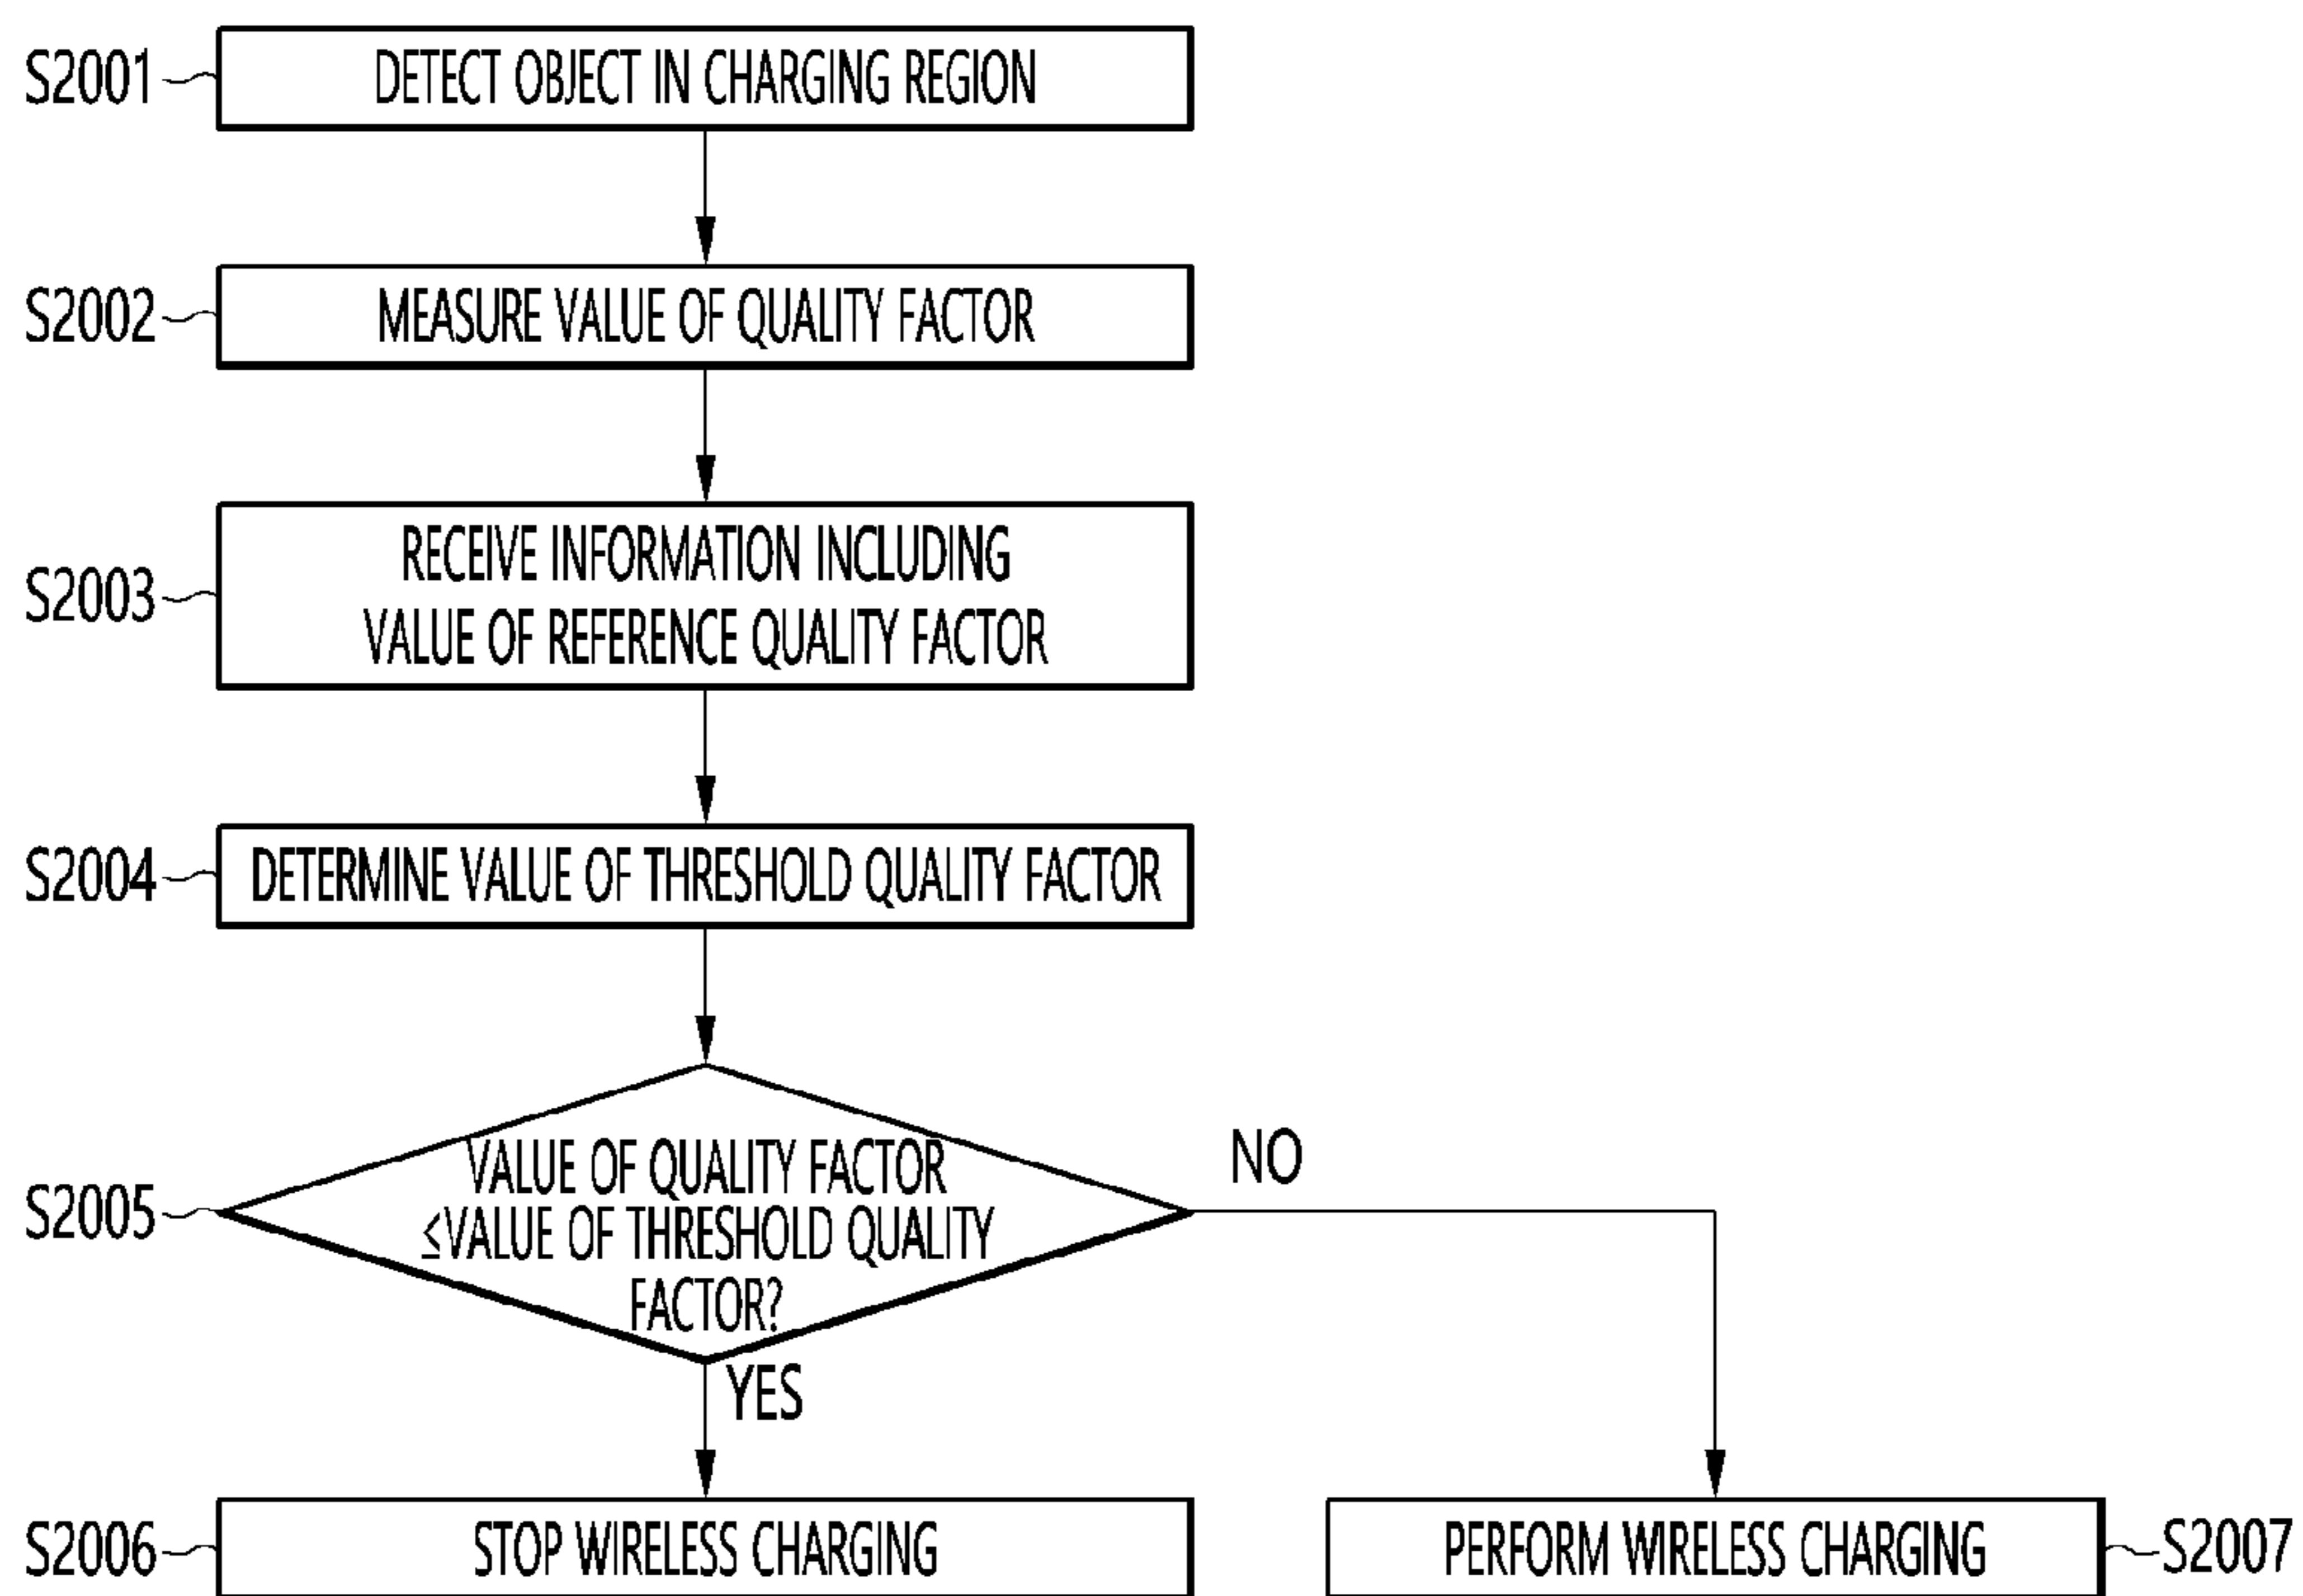 S2001
DETECT OBJECT IN CHARGING REGION
S2002
MEASURE VALUE OF QUALITY FACTOR
S2003
RECEIVE INFORMATION INCLUDING
VALUE OF REFERENCE QUALITY FACTOR
S2004
DETERMINE VALUE OF THRESHOLD QUALITY FACTOR
S2005
VALUE OF QUALITY FACTOR
≤VALUE OF THRESHOLD QUALITY
FACTOR?
NO
YES
S2006
STOP WIRELESS CHARGING
PERFORM WIRELESS CHARGING
S2007